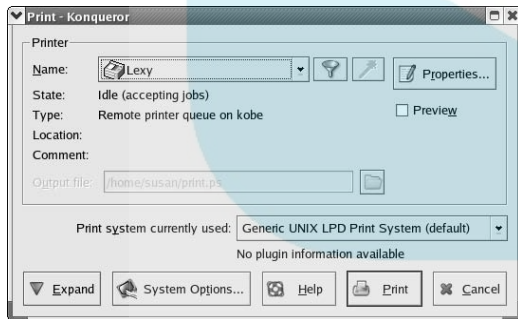 Print - Konqueror
Printer
Name: Lexy
Properties...
State: Idle (accepting jobs)
Preview
Type: Remote printer queue on kobe
Location:
Comment:
Output file: /home/susan/print.ps
Print system currently used: Generic UNIX LPD Print System (default)
No plugin information available
Expand System Options... Help Print Cancel